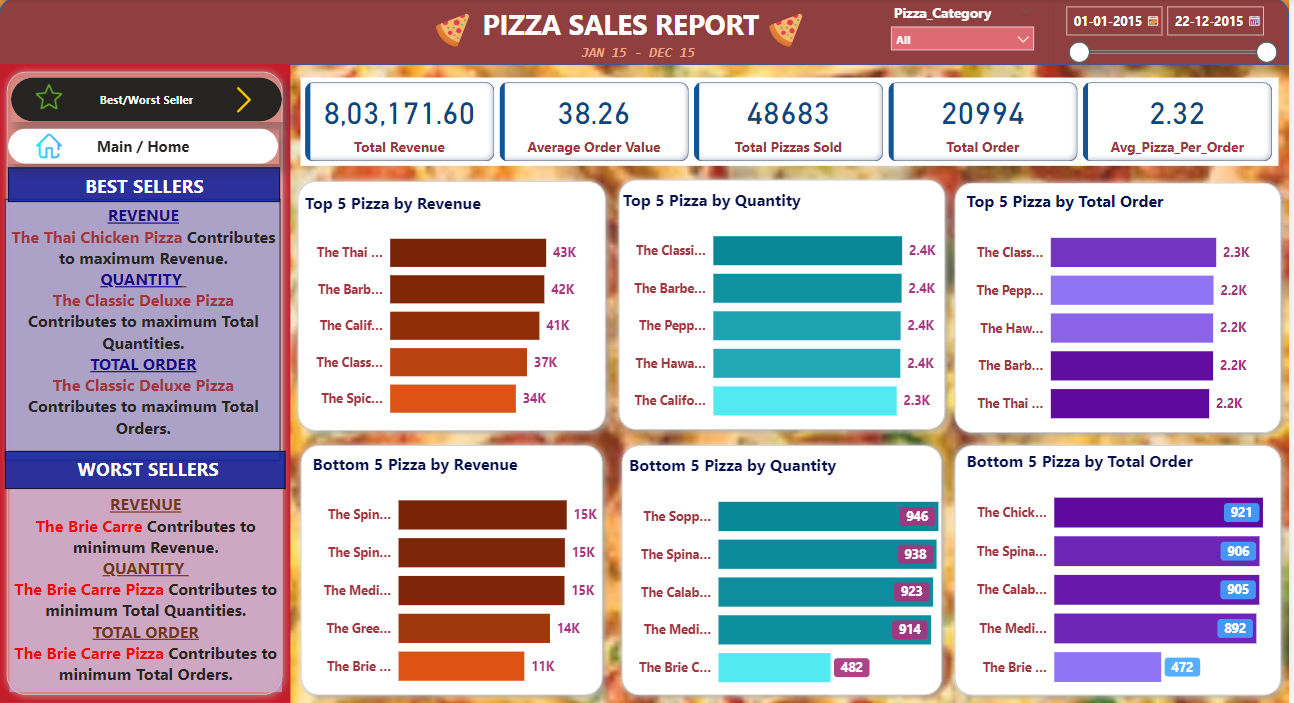 PIZZA SALES REPORT
JAN 15 - DEC 15
Pizza_Category
All
01-01-2015
22-12-2015
Best/Worst Seller
Main / Home
BEST SELLERS
REVENUE
The Thai Chicken Pizza Contributes
to maximum Revenue.
QUANTITY
The Classic Deluxe Pizza
Contributes to maximum Total
Quantities.
TOTAL ORDER
The Classic Deluxe Pizza
Contributes to maximum Total
Orders.
WORST SELLERS
REVENUE
The Brie Carre Contributes to
minimum Revenue.
QUANTITY
The Brie Carre Pizza Contributes to
minimum Total Quantities.
TOTAL ORDER
The Brie Carre Pizza Contributes to
minimum Total Orders.
8,03,171.60
Total Revenue
38.26
Average Order Value
48683
Total Pizzas Sold
20994
Total Order
2.32
Avg_Pizza_Per_Order
Top 5 Pizza by Revenue
The Thai ... 43K
The Barb... 42K
The Calif... 41K
The Class... 37K
The Spic... 34K
Top 5 Pizza by Quantity
The Classi... 2.4K
The Barbe... 2.4K
The Pepp... 2.4K
The Hawa... 2.4K
The Califo... 2.3K
Top 5 Pizza by Total Order
The Class... 2.3K
The Pepp... 2.2K
The Haw... 2.2K
The Barb... 2.2K
The Thai ... 2.2K
Bottom 5 Pizza by Revenue
The Spin... 15K
The Spin... 15K
The Medi... 15K
The Gree... 14K
The Brie ... 11K
Bottom 5 Pizza by Quantity
The Sopp... 946
The Spina... 938
The Calab... 923
The Medi... 914
The Brie C... 482
Bottom 5 Pizza by Total Order
The Chick... 921
The Spina... 906
The Calab... 905
The Medi... 892
The Brie ... 472